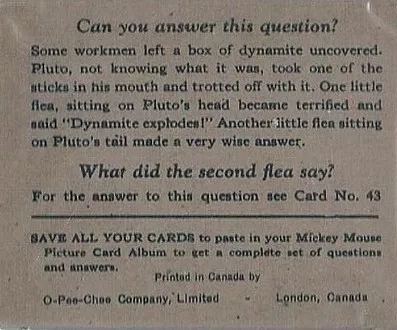 Can you answer this question?
Some workmen left a box of dynamite uncovered.
Pluto, not knowing what it was, took one of the
sticks in his mouth and trotted off with it. One little
flea, sitting on Pluto's head became terrified and
said "Dynamite explodes!" Another little flea sitting
on Pluto's tail made a very wise answer.
What did the second flea say?
For the answer to this question see Card No. 43
SAVE ALL YOUR CARDS to paste in your Mickey Mouse
Picture Card Album to get a complete set of questions
and answers.
Printed in Canada by
O-Pee-Chee Company, Limited - London, Canada